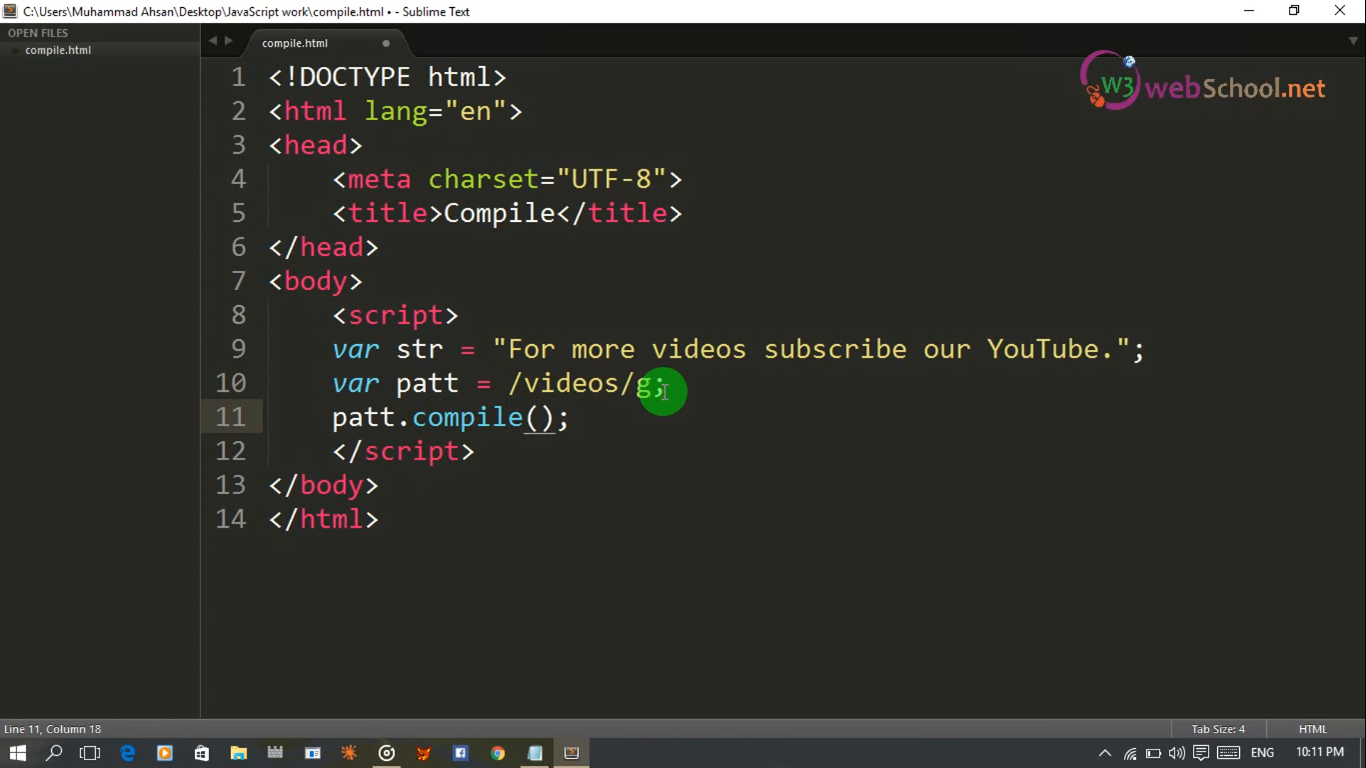 C:\Users\Muhammad Ahsan\Desktop\JavaScript work\compile.html • - Sublime Text
OPEN FILES
compile.html
compile.html
W3 webSchool.net
1 <!DOCTYPE html>
2 <html lang="en">
3 <head>
4 <meta charset="UTF-8">
5 <title>Compile</title>
6 </head>
7 <body>
8 <script>
9 var str = "For more videos subscribe our YouTube.";
10 var patt = /videos/g;
11 patt.compile();
12 </script>
13 </body>
14 </html>
Line 11, Column 18
Tab Size: 4
HTML
ENG
10:11 PM